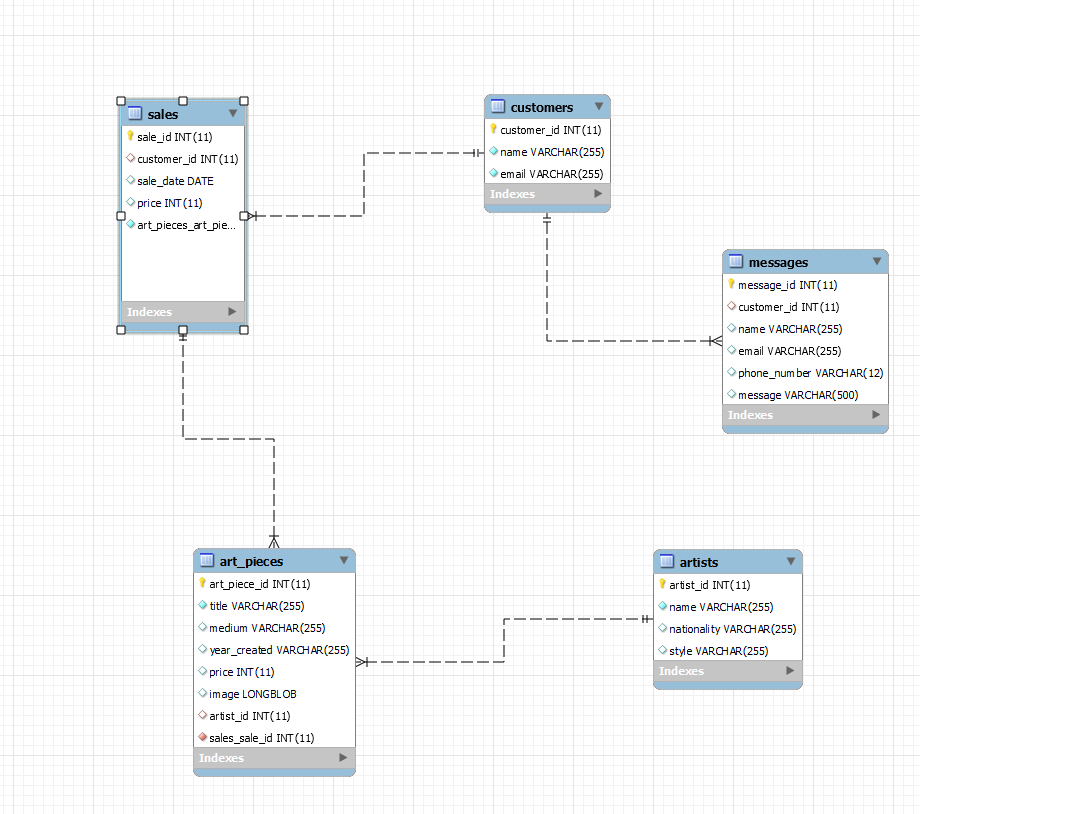 sales
sale_id INT(11)
customer_id INT(11)
sale_date DATE
price INT(11)
art_pieces_art_pie...
Indexes
customers
customer_id INT(11)
name VARCHAR(255)
email VARCHAR(255)
Indexes
messages
message_id INT(11)
customer_id INT(11)
name VARCHAR(255)
email VARCHAR(255)
phone_number VARCHAR(12)
message VARCHAR(500)
Indexes
art_pieces
art_piece_id INT(11)
title VARCHAR(255)
medium VARCHAR(255)
year_created VARCHAR(255)
price INT(11)
image LONGBLOB
artist_id INT(11)
sales_sale_id INT(11)
Indexes
artists
artist_id INT(11)
name VARCHAR(255)
nationality VARCHAR(255)
style VARCHAR(255)
Indexes